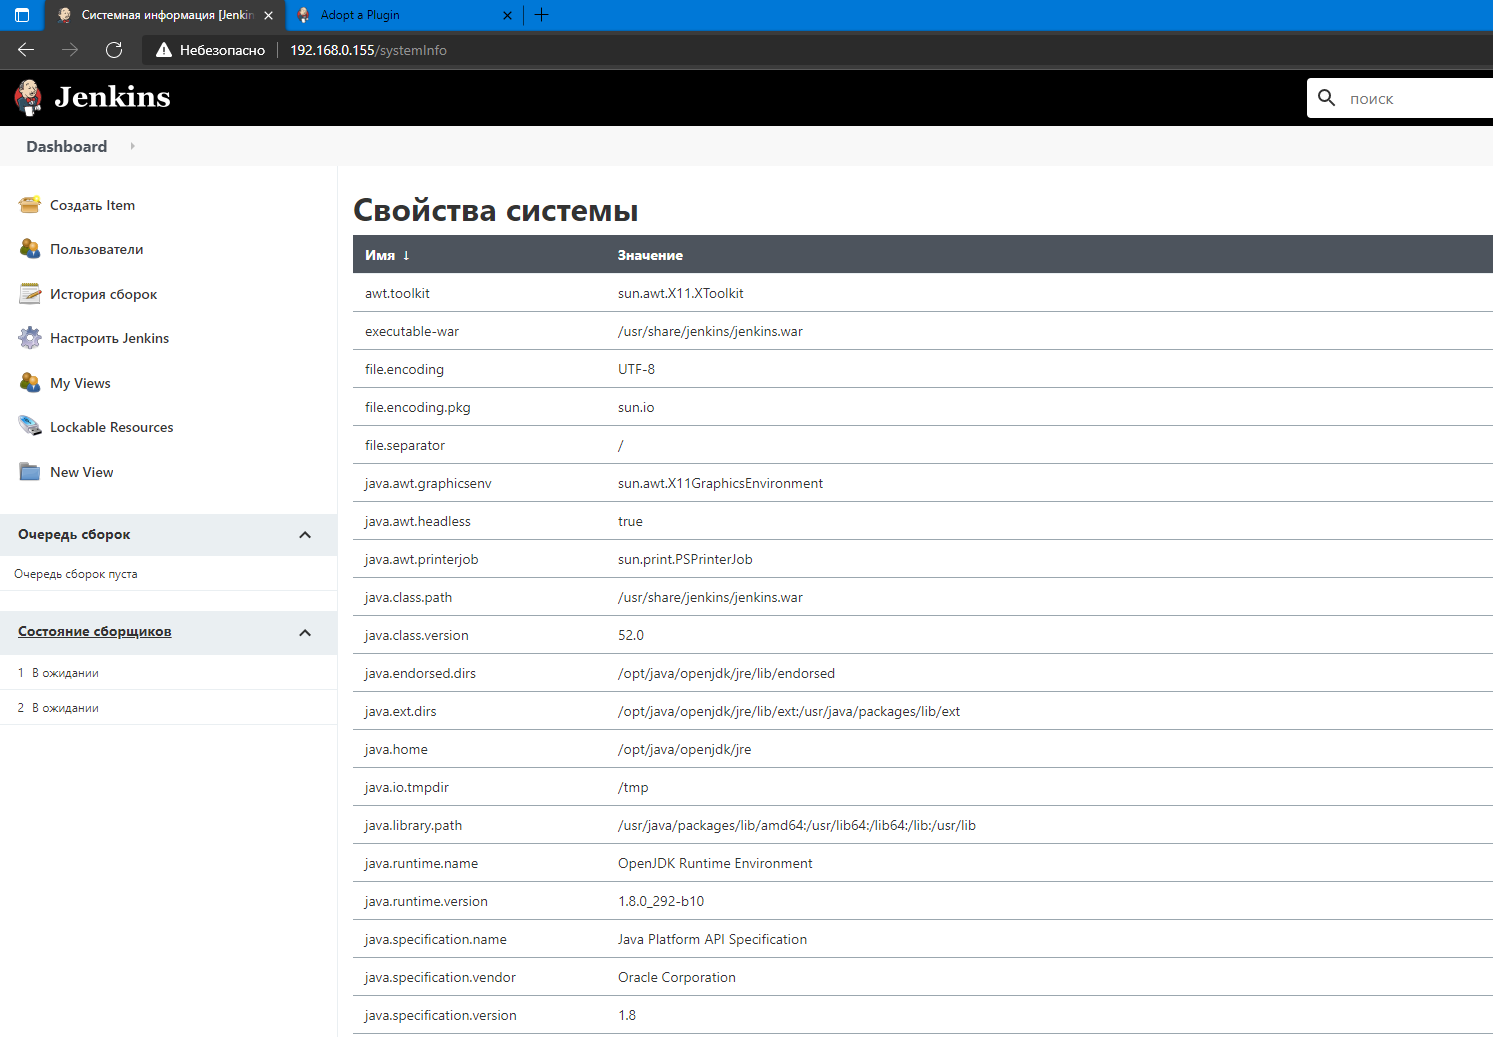 Системная информация [Jenkin
Adopt a Plugin
Небезопасно
192.168.0.155/systemInfo
Jenkins
поиск
Dashboard
Создать Item
Пользователи
История сборок
Настроить Jenkins
My Views
Lockable Resources
New View
Очередь сборок
Очередь сборок пуста
Состояние сборщиков
1 В ожидании
2 В ожидании
Свойства системы
Имя ↓ Значение
awt.toolkit sun.awt.X11.XToolkit
executable-war /usr/share/jenkins/jenkins.war
file.encoding UTF-8
file.encoding.pkg sun.io
file.separator /
java.awt.graphicsenv sun.awt.X11GraphicsEnvironment
java.awt.headless true
java.awt.printerjob sun.print.PSPrinterJob
java.class.path /usr/share/jenkins/jenkins.war
java.class.version 52.0
java.endorsed.dirs /opt/java/openjdk/jre/lib/endorsed
java.ext.dirs /opt/java/openjdk/jre/lib/ext:/usr/java/packages/lib/ext
java.home /opt/java/openjdk/jre
java.io.tmpdir /tmp
java.library.path /usr/java/packages/lib/amd64:/usr/lib64:/lib64:/lib:/usr/lib
java.runtime.name OpenJDK Runtime Environment
java.runtime.version 1.8.0_292-b10
java.specification.name Java Platform API Specification
java.specification.vendor Oracle Corporation
java.specification.version 1.8